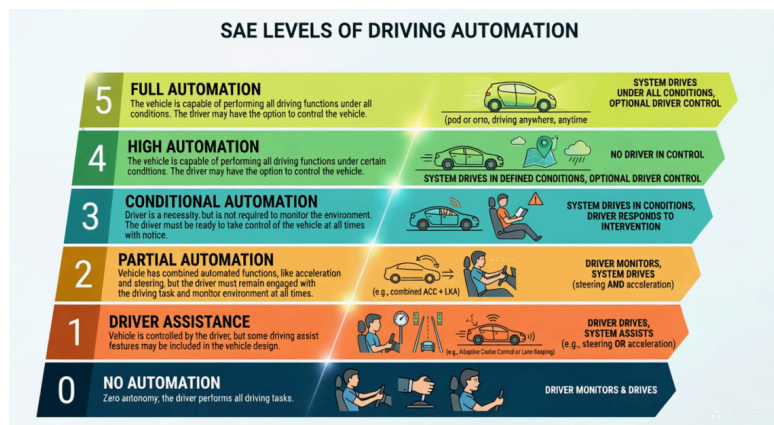 SAE LEVELS OF DRIVING AUTOMATION
5
FULL AUTOMATION
The vehicle is capable of performing all driving functions under all
conditions. The driver may have the option to control the vehicle.
(pod or orno, driving anywhere, anytime
SYSTEM DRIVES
UNDER ALL CONDITIONS,
OPTIONAL DRIVER CONTROL
4
HIGH AUTOMATION
The vehicle is capable of performing all driving functions under certain
conditions. The driver may have the option to control the vehicle.
NO DRIVER IN CONTROL
SYSTEM DRIVES IN DEFINED CONDITIONS, OPTIONAL DRIVER CONTROL
3
CONDITIONAL AUTOMATION
Driver is a necessity, but is not required to monitor the environment.
The driver must be ready to take control of the vehicle at all times
with notice.
SYSTEM DRIVES IN CONDITIONS,
DRIVER RESPONDS TO
INTERVENTION
2
PARTIAL AUTOMATION
Vehicle has combined automated functions, like acceleration
and steering, but the driver must remain engaged with
the driving task and monitor environment at all times.
(e.g., combined ACC + LKA)
DRIVER MONITORS,
SYSTEM DRIVES
(steering AND accsleration)
1
DRIVER ASSISTANCE
Vehicle is controlled by the driver, but some driving assist
features may be included in the vehicle design.
(e.g., Adaptive Cruise Control or Lane Keeping)
DRIVER DRIVES,
SYSTEM ASSISTS
(e.g., steering OR acceleration)
0
NO AUTOMATION
Zero autonomy, the driver performs all driving tasks.
DRIVER MONITORS & DRIVES